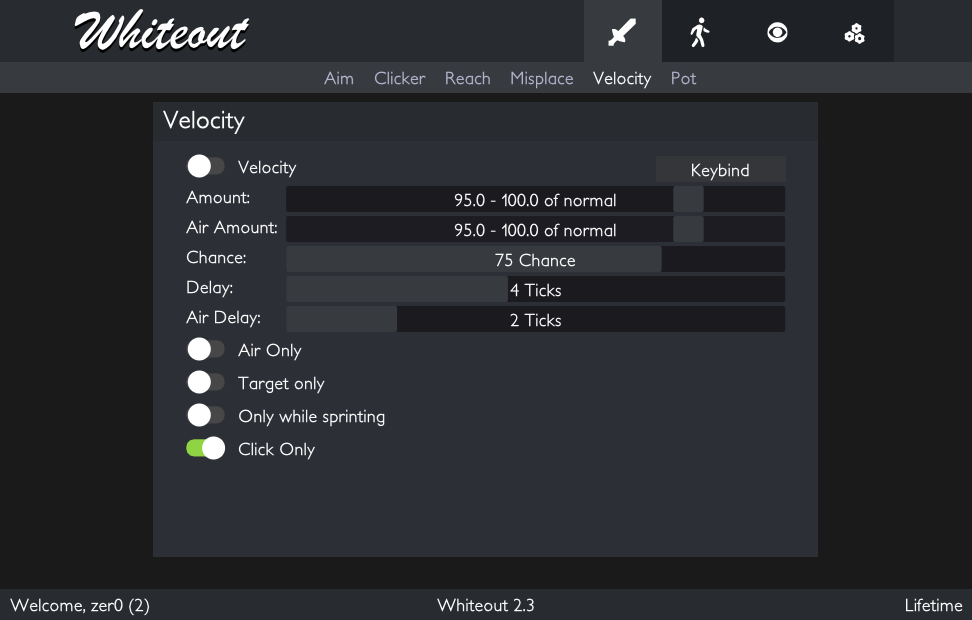 Whiteout
Aim Clicker Reach Misplace Velocity Pot
Velocity
Velocity Keybind
Amount: 95.0 - 100.0 of normal
Air Amount: 95.0 - 100.0 of normal
Chance: 75 Chance
Delay: 4 Ticks
Air Delay: 2 Ticks
Air Only
Target only
Only while sprinting
Click Only
Welcome, zer0 (2) Whiteout 2.3 Lifetime